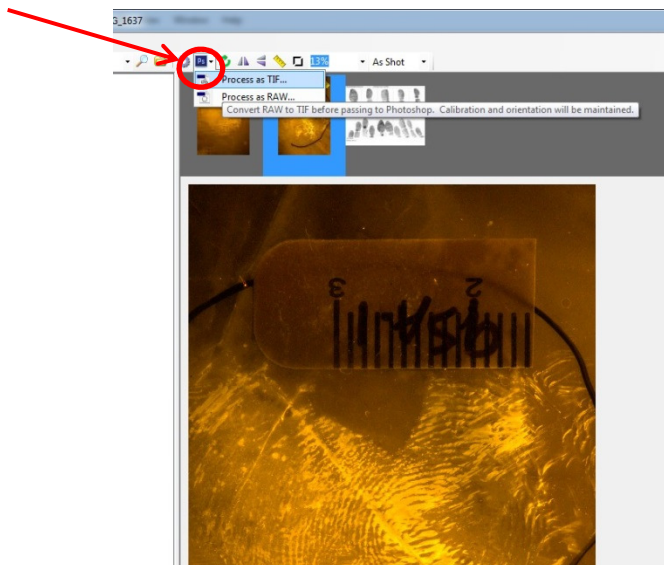 G_1637
Ps 13% As Shot
Process as TIF...
Process as RAW...
Convert RAW to TIF before passing to Photoshop. Calibration and orientation will be maintained.
3 2